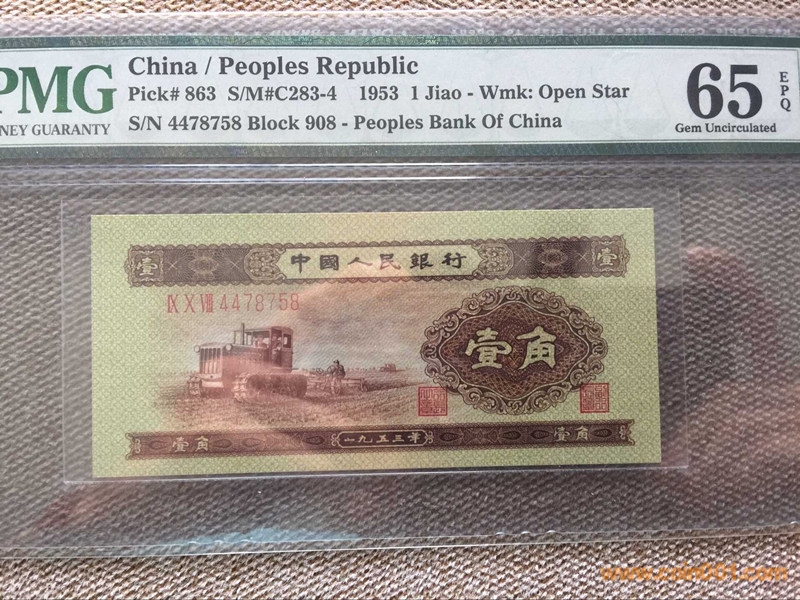 PMG
NEY GUARANTY
China / Peoples Republic
Pick# 863 S/M#C283-4 1953 1 Jiao - Wmk: Open Star
S/N 4478758 Block 908 - Peoples Bank Of China
65 EPQ
Gem Uncirculated
中國人民銀行
壹 壹
IX X VIII 4478758
壹角
壹角 一九五三年 壹角
www.coin001.com